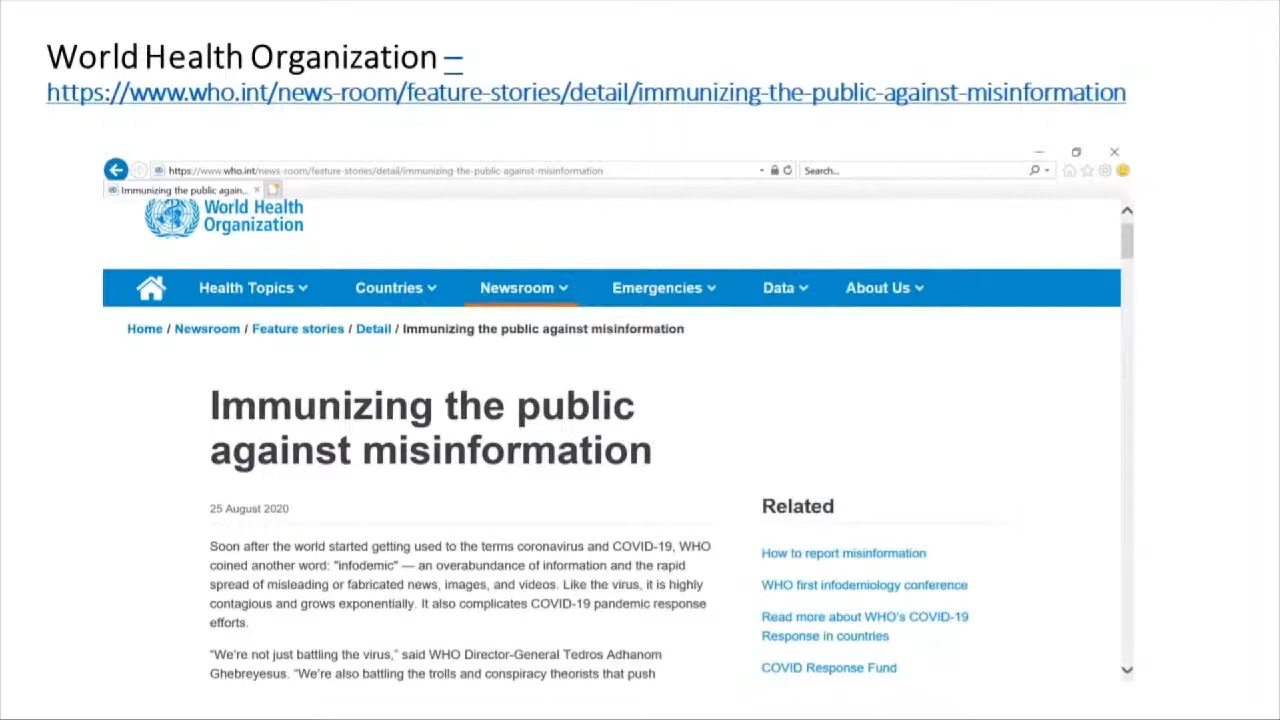 World Health Organization –
https://www.who.int/news-room/feature-stories/detail/immunizing-the-public-against-misinformation
https://www.who.int/news-room/feature-stories/detail/immunizing-the-public-against-misinformation
Search...
Immunizing the public again...
World Health
Organization
Health Topics
Countries
Newsroom
Emergencies
Data
About Us
Home / Newsroom / Feature stories / Detail / Immunizing the public against misinformation
Immunizing the public
against misinformation
25 August 2020
Soon after the world started getting used to the terms coronavirus and COVID-19, WHO
coined another word: "infodemic" — an overabundance of information and the rapid
spread of misleading or fabricated news, images, and videos. Like the virus, it is highly
contagious and grows exponentially. It also complicates COVID-19 pandemic response
efforts.
"We're not just battling the virus," said WHO Director-General Tedros Adhanom
Ghebreyesus. "We're also battling the trolls and conspiracy theorists that push
Related
How to report misinformation
WHO first infodemiology conference
Read more about WHO's COVID-19
Response in countries
COVID Response Fund